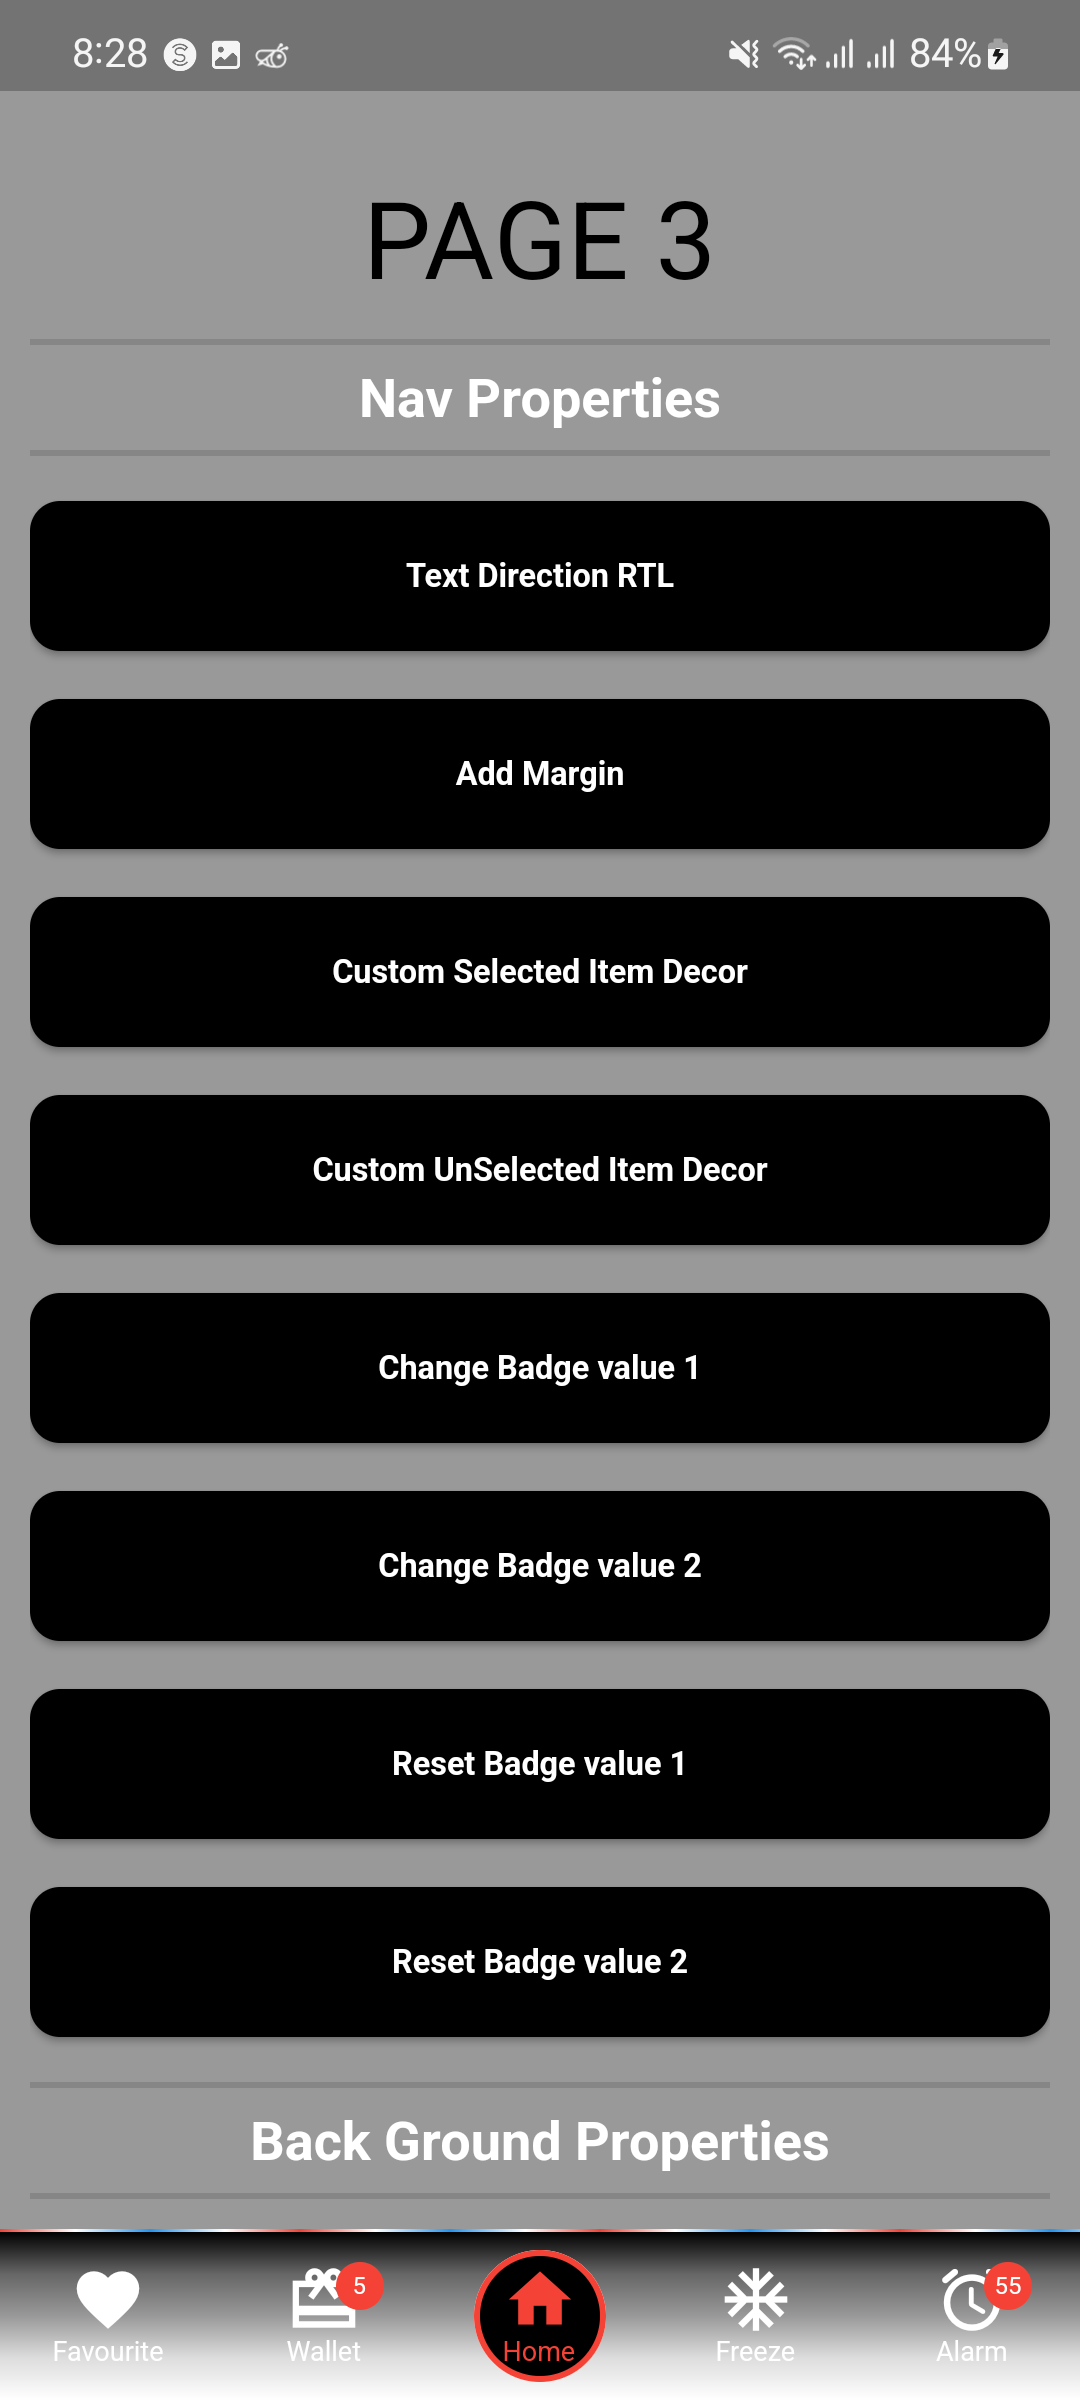 8:28
84%
PAGE 3
Nav Properties
Text Direction RTL
Add Margin
Custom Selected Item Decor
Custom UnSelected Item Decor
Change Badge value 1
Change Badge value 2
Reset Badge value 1
Reset Badge value 2
Back Ground Properties
5
55
Favourite
Wallet
Home
Freeze
Alarm